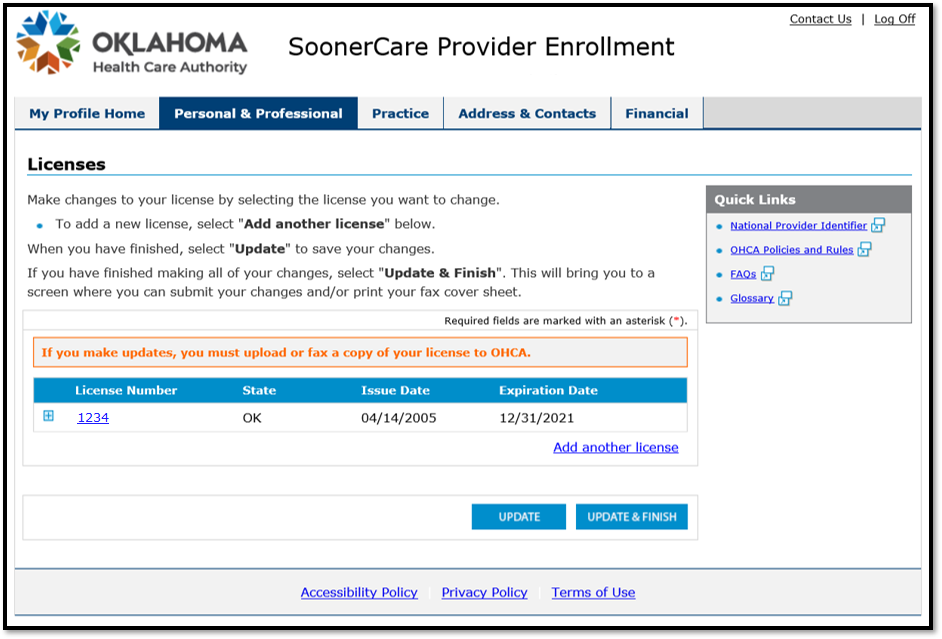 Contact Us | Log Off
OKLAHOMA
Health Care Authority
SoonerCare Provider Enrollment
My Profile Home Personal & Professional Practice Address & Contacts Financial
Licenses
Make changes to your license by selecting the license you want to change.
• To add a new license, select "Add another license" below.
When you have finished, select "Update" to save your changes.
If you have finished making all of your changes, select "Update & Finish". This will bring you to a
screen where you can submit your changes and/or print your fax cover sheet.
Quick Links
• National Provider Identifier
• OHCA Policies and Rules
• FAQs
• Glossary
Required fields are marked with an asterisk (*).
If you make updates, you must upload or fax a copy of your license to OHCA.
License Number State Issue Date Expiration Date
1234 OK 04/14/2005 12/31/2021
Add another license
UPDATE UPDATE & FINISH
Accessibility Policy | Privacy Policy | Terms of Use